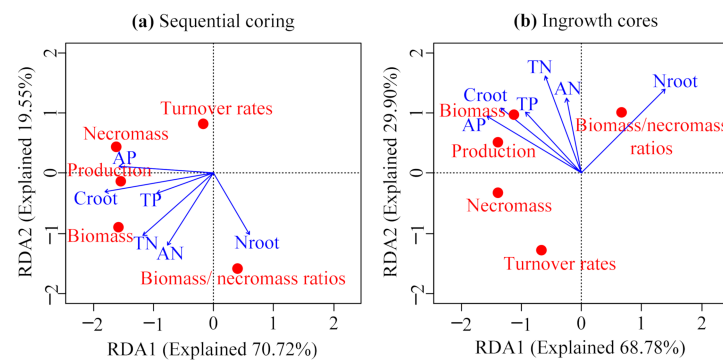 (a) Sequential coring
RDA2 (Explained 19.55%)
2
1
0
−1
−2
Turnover rates
Necromass
AP
Production
Croot
TP
Biomass
TN
AN
Nroot
Biomass/ necromass ratios
−2
−1
0
1
2
RDA1 (Explained 70.72%)
(b) Ingrowth cores
RDA2 (Explained 29.90%)
2
1
0
−1
−2
TN
Nroot
Croot
AN
Biomass
TP
AP
Biomass/necromass
ratios
Production
Necromass
Turnover rates
−2
−1
0
1
2
RDA1 (Explained 68.78%)